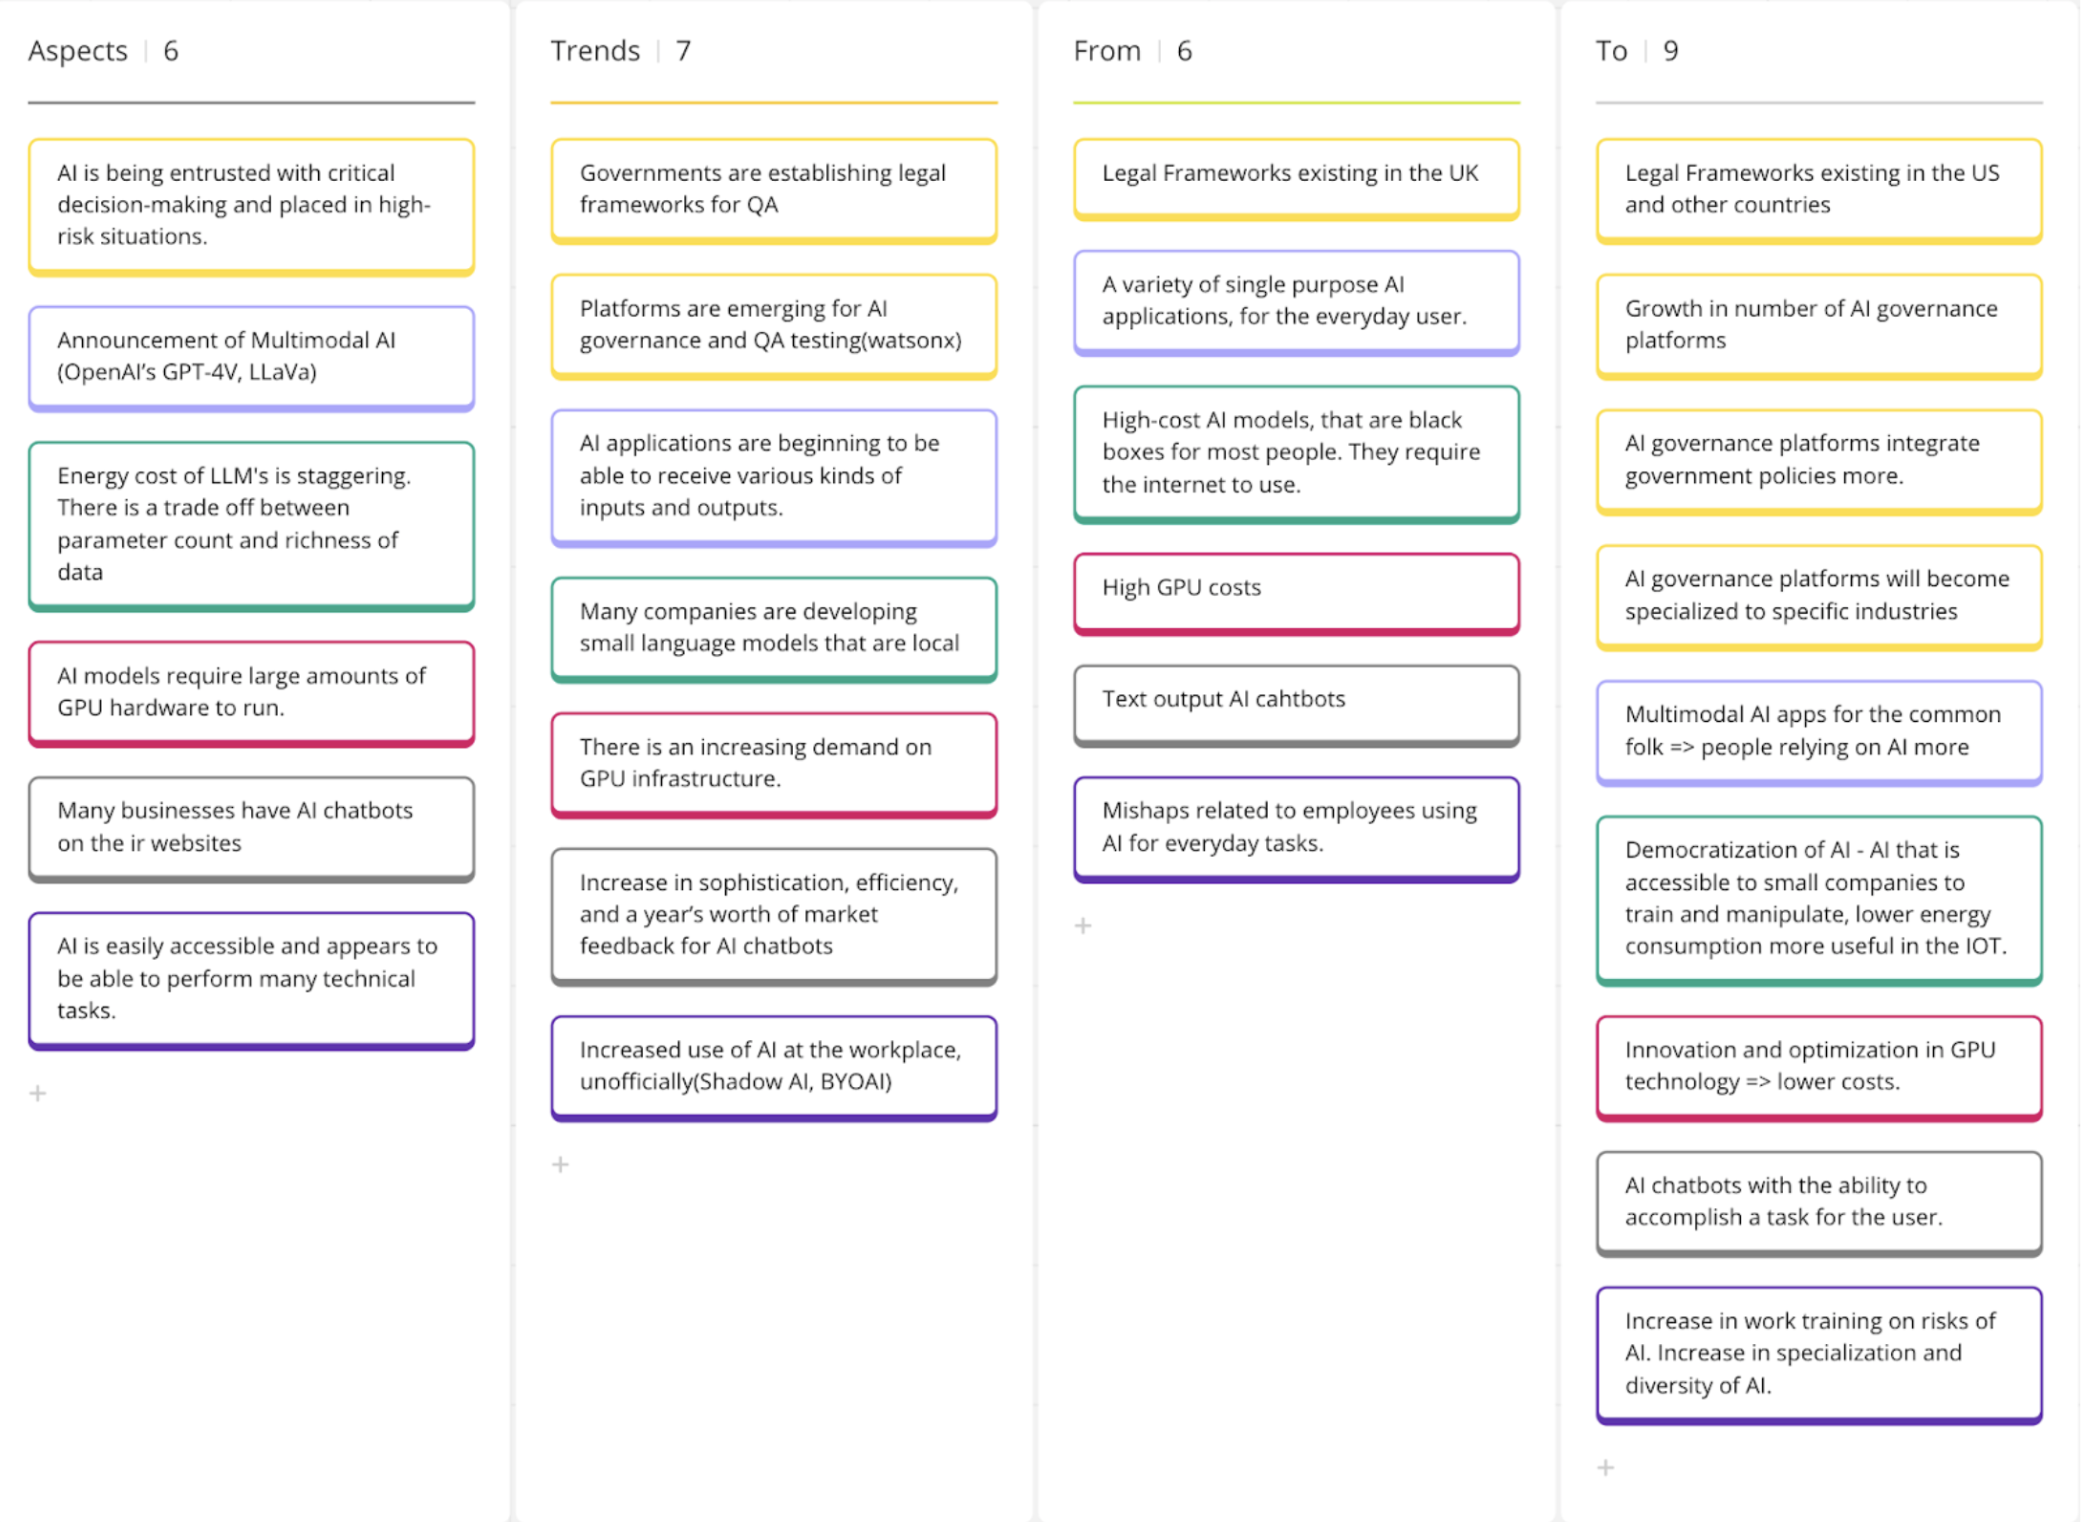 Aspects | 6
AI is being entrusted with critical
decision-making and placed in high-
risk situations.
Announcement of Multimodal AI
(OpenAI’s GPT-4V, LLaVa)
Energy cost of LLM's is staggering.
There is a trade off between
parameter count and richness of
data
AI models require large amounts of
GPU hardware to run.
Many businesses have AI chatbots
on the ir websites
AI is easily accessible and appears to
be able to perform many technical
tasks.
+
Trends | 7
Governments are establishing legal
frameworks for QA
Platforms are emerging for AI
governance and QA testing(watsonx)
AI applications are beginning to be
able to receive various kinds of
inputs and outputs.
Many companies are developing
small language models that are local
There is an increasing demand on
GPU infrastructure.
Increase in sophistication, efficiency,
and a year’s worth of market
feedback for AI chatbots
Increased use of AI at the workplace,
unofficially(Shadow AI, BYOAI)
+
From | 6
Legal Frameworks existing in the UK
A variety of single purpose AI
applications, for the everyday user.
High-cost AI models, that are black
boxes for most people. They require
the internet to use.
High GPU costs
Text output AI cahtbots
Mishaps related to employees using
AI for everyday tasks.
+
To | 9
Legal Frameworks existing in the US
and other countries
Growth in number of AI governance
platforms
AI governance platforms integrate
government policies more.
AI governance platforms will become
specialized to specific industries
Multimodal AI apps for the common
folk => people relying on AI more
Democratization of AI - AI that is
accessible to small companies to
train and manipulate, lower energy
consumption more useful in the IOT.
Innovation and optimization in GPU
technology => lower costs.
AI chatbots with the ability to
accomplish a task for the user.
Increase in work training on risks of
AI. Increase in specialization and
diversity of AI.
+